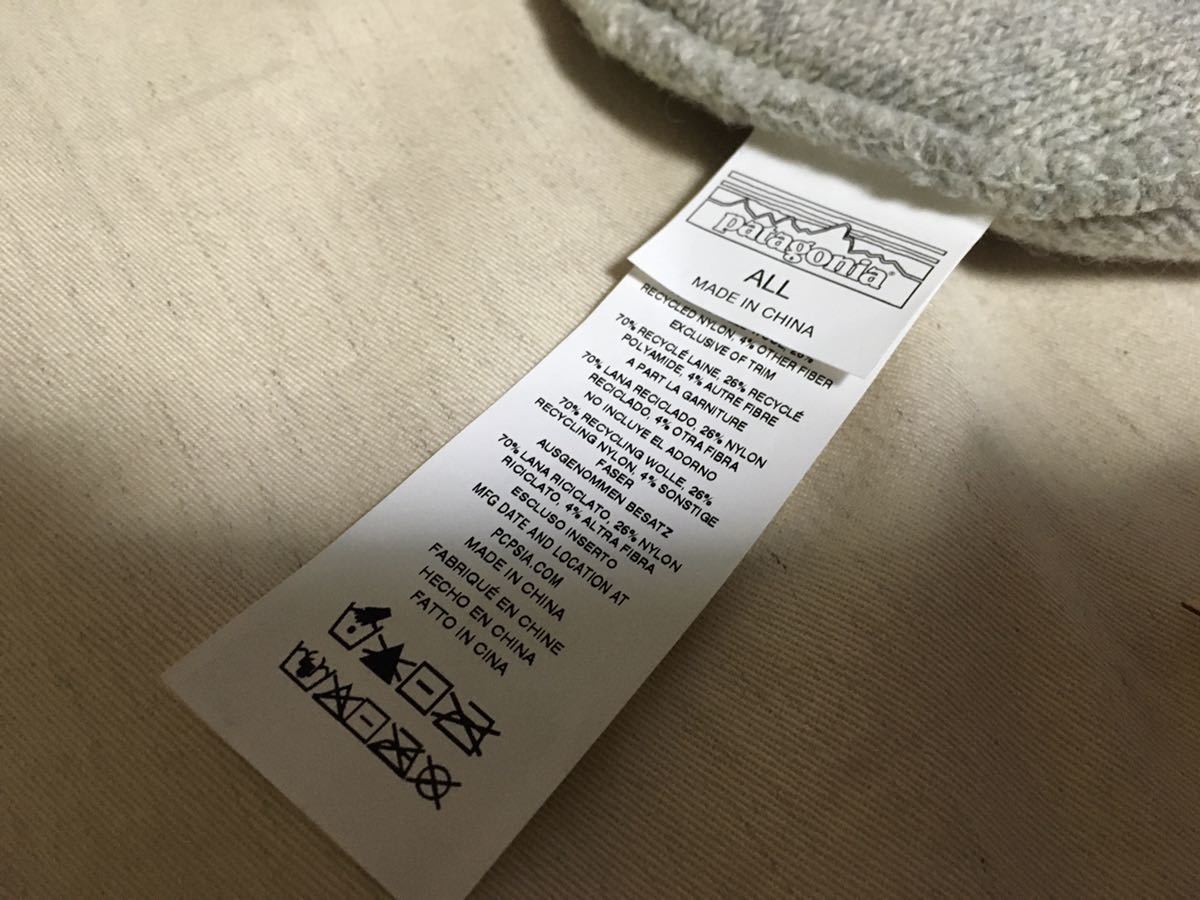 patagonia®
ALL
MADE IN CHINA
RECYCLED NYLON, 4% OTHER FIBER
EXCLUSIVE OF TRIM
70% RECYCLÉ LAINE, 26% RECYCLÉ
POLYAMIDE, 4% AUTRE FIBRE
A PART LA GARNITURE
70% LANA RECICLADO, 26% NYLON
RECICLADO, 4% OTRA FIBRA
NO INCLUYE EL ADORNO
70% RECYCLING WOLLE, 26%
RECYCLING NYLON, 4% SONSTIGE
FASER
AUSGENOMMEN BESATZ
70% LANA RICICLATO, 26% NYLON
RICICLATO, 4% ALTRA FIBRA
ESCLUSO INSERTO
MFG DATE AND LOCATION AT
PCPSIA.COM
MADE IN CHINA
FABRIQUÉ EN CHINE
HECHO EN CHINA
FATTO IN CINA